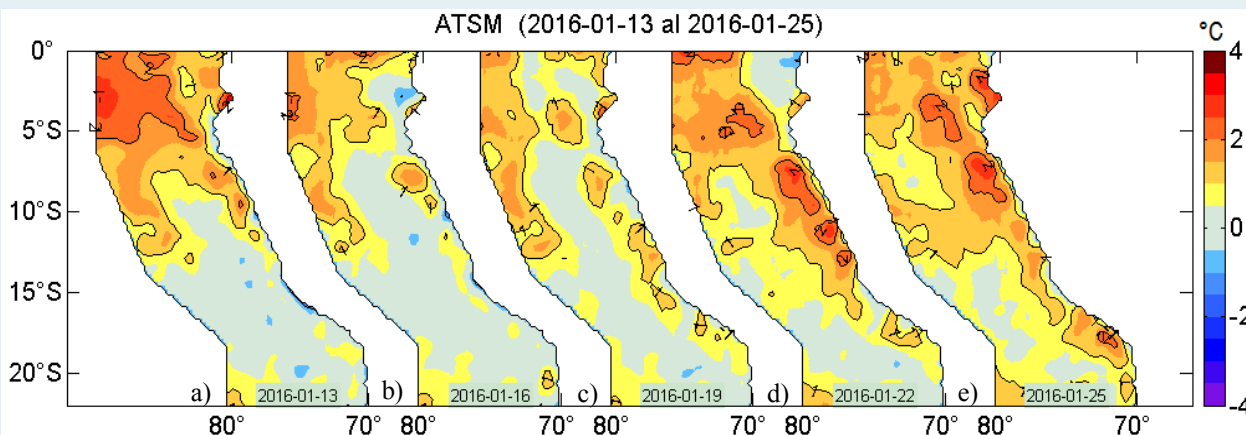 ATSM (2016-01-13 al 2016-01-25)
°C
0°
5°S
10°S
15°S
20°S
a) 2016-01-13 b) 2016-01-16 c) 2016-01-19 d) 2016-01-22 e) 2016-01-25
80° 70° 80° 70° 80° 70° 80° 70° 80° 70°
4
2
0
-2
-4